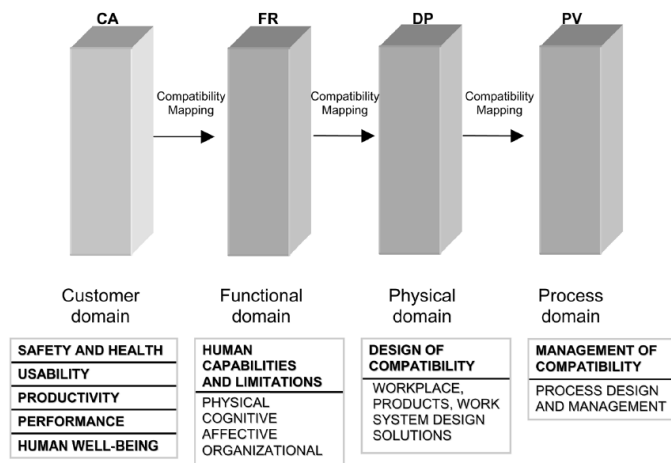 CA
FR
DP
PV
Compatibility
Mapping
Compatibility
Mapping
Compatibility
Mapping
Customer
domain
Functional
domain
Physical
domain
Process
domain
SAFETY AND HEALTH
USABILITY
PRODUCTIVITY
PERFORMANCE
HUMAN WELL-BEING
HUMAN
CAPABILITIES
AND LIMITATIONS
PHYSICAL
COGNITIVE
AFFECTIVE
ORGANIZATIONAL
DESIGN OF
COMPATIBILITY
WORKPLACE,
PRODUCTS, WORK
SYSTEM DESIGN
SOLUTIONS
MANAGEMENT OF
COMPATIBILITY
PROCESS DESIGN
AND MANAGEMENT